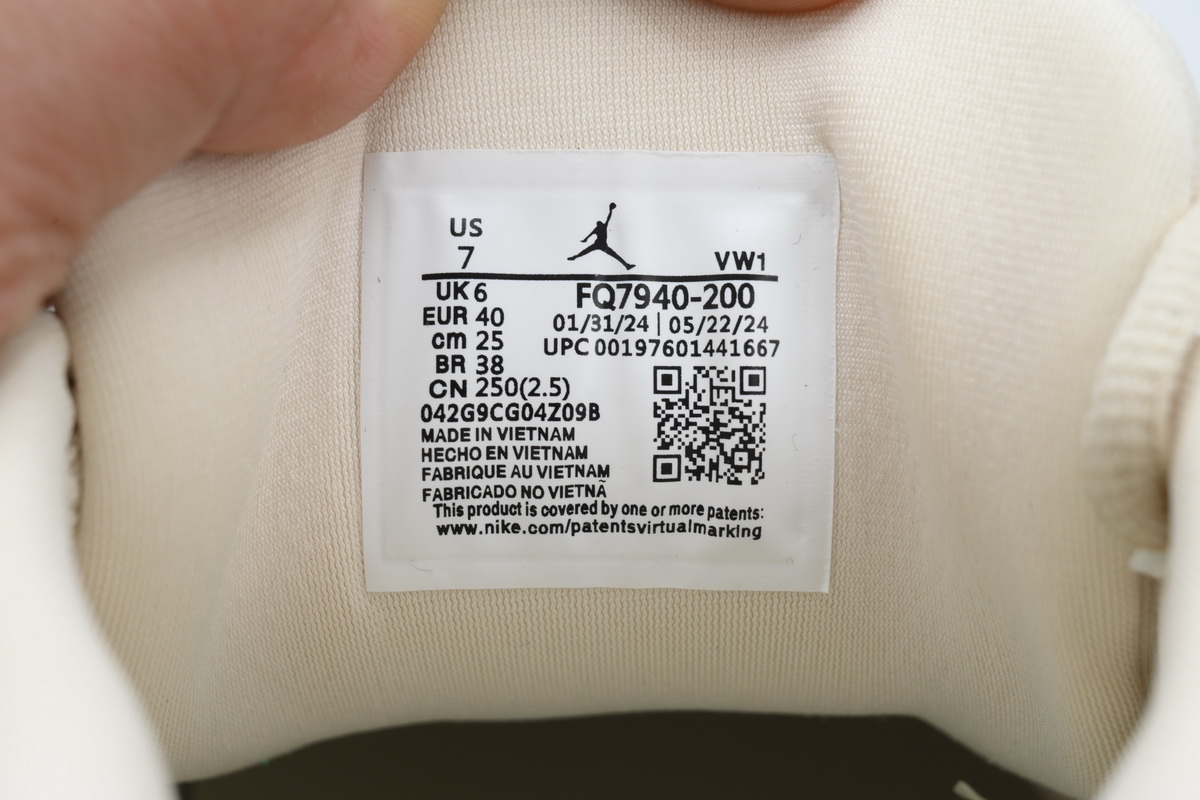 US
7
VW1
UK 6
FQ7940-200
EUR 40
01/31/24 | 05/22/24
cm 25
UPC 00197601441667
BR 38
CN 250(2.5)
042G9CG04Z09B
MADE IN VIETNAM
HECHO EN VIETNAM
FABRIQUE AU VIETNAM
FABRICADO NO VIETNÃ
This product is covered by one or more patents:
www.nike.com/patentsvirtualmarking